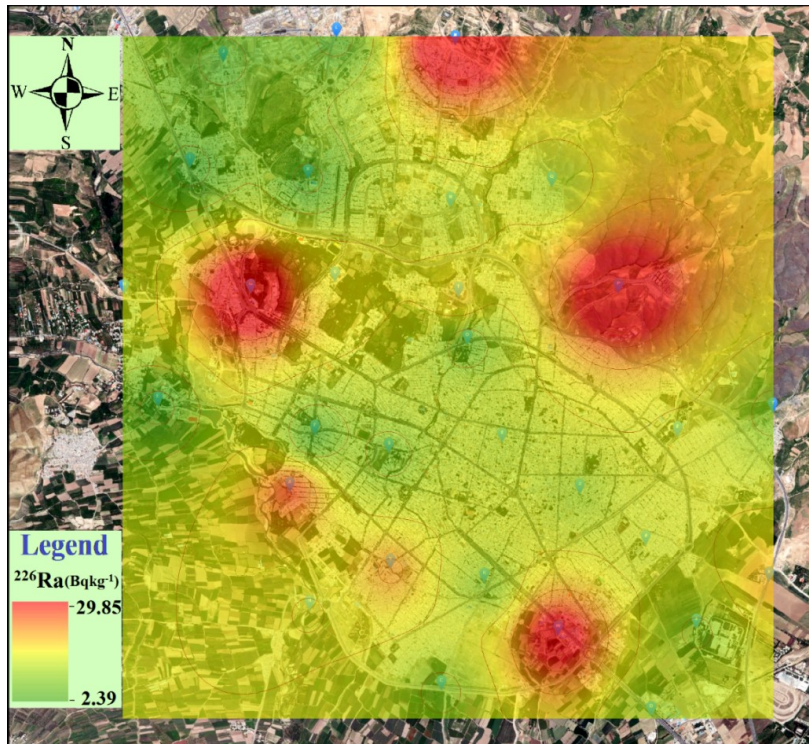 N
W E
S
Legend
²²⁶Ra(Bqkg⁻¹)
-29.85
- 2.39